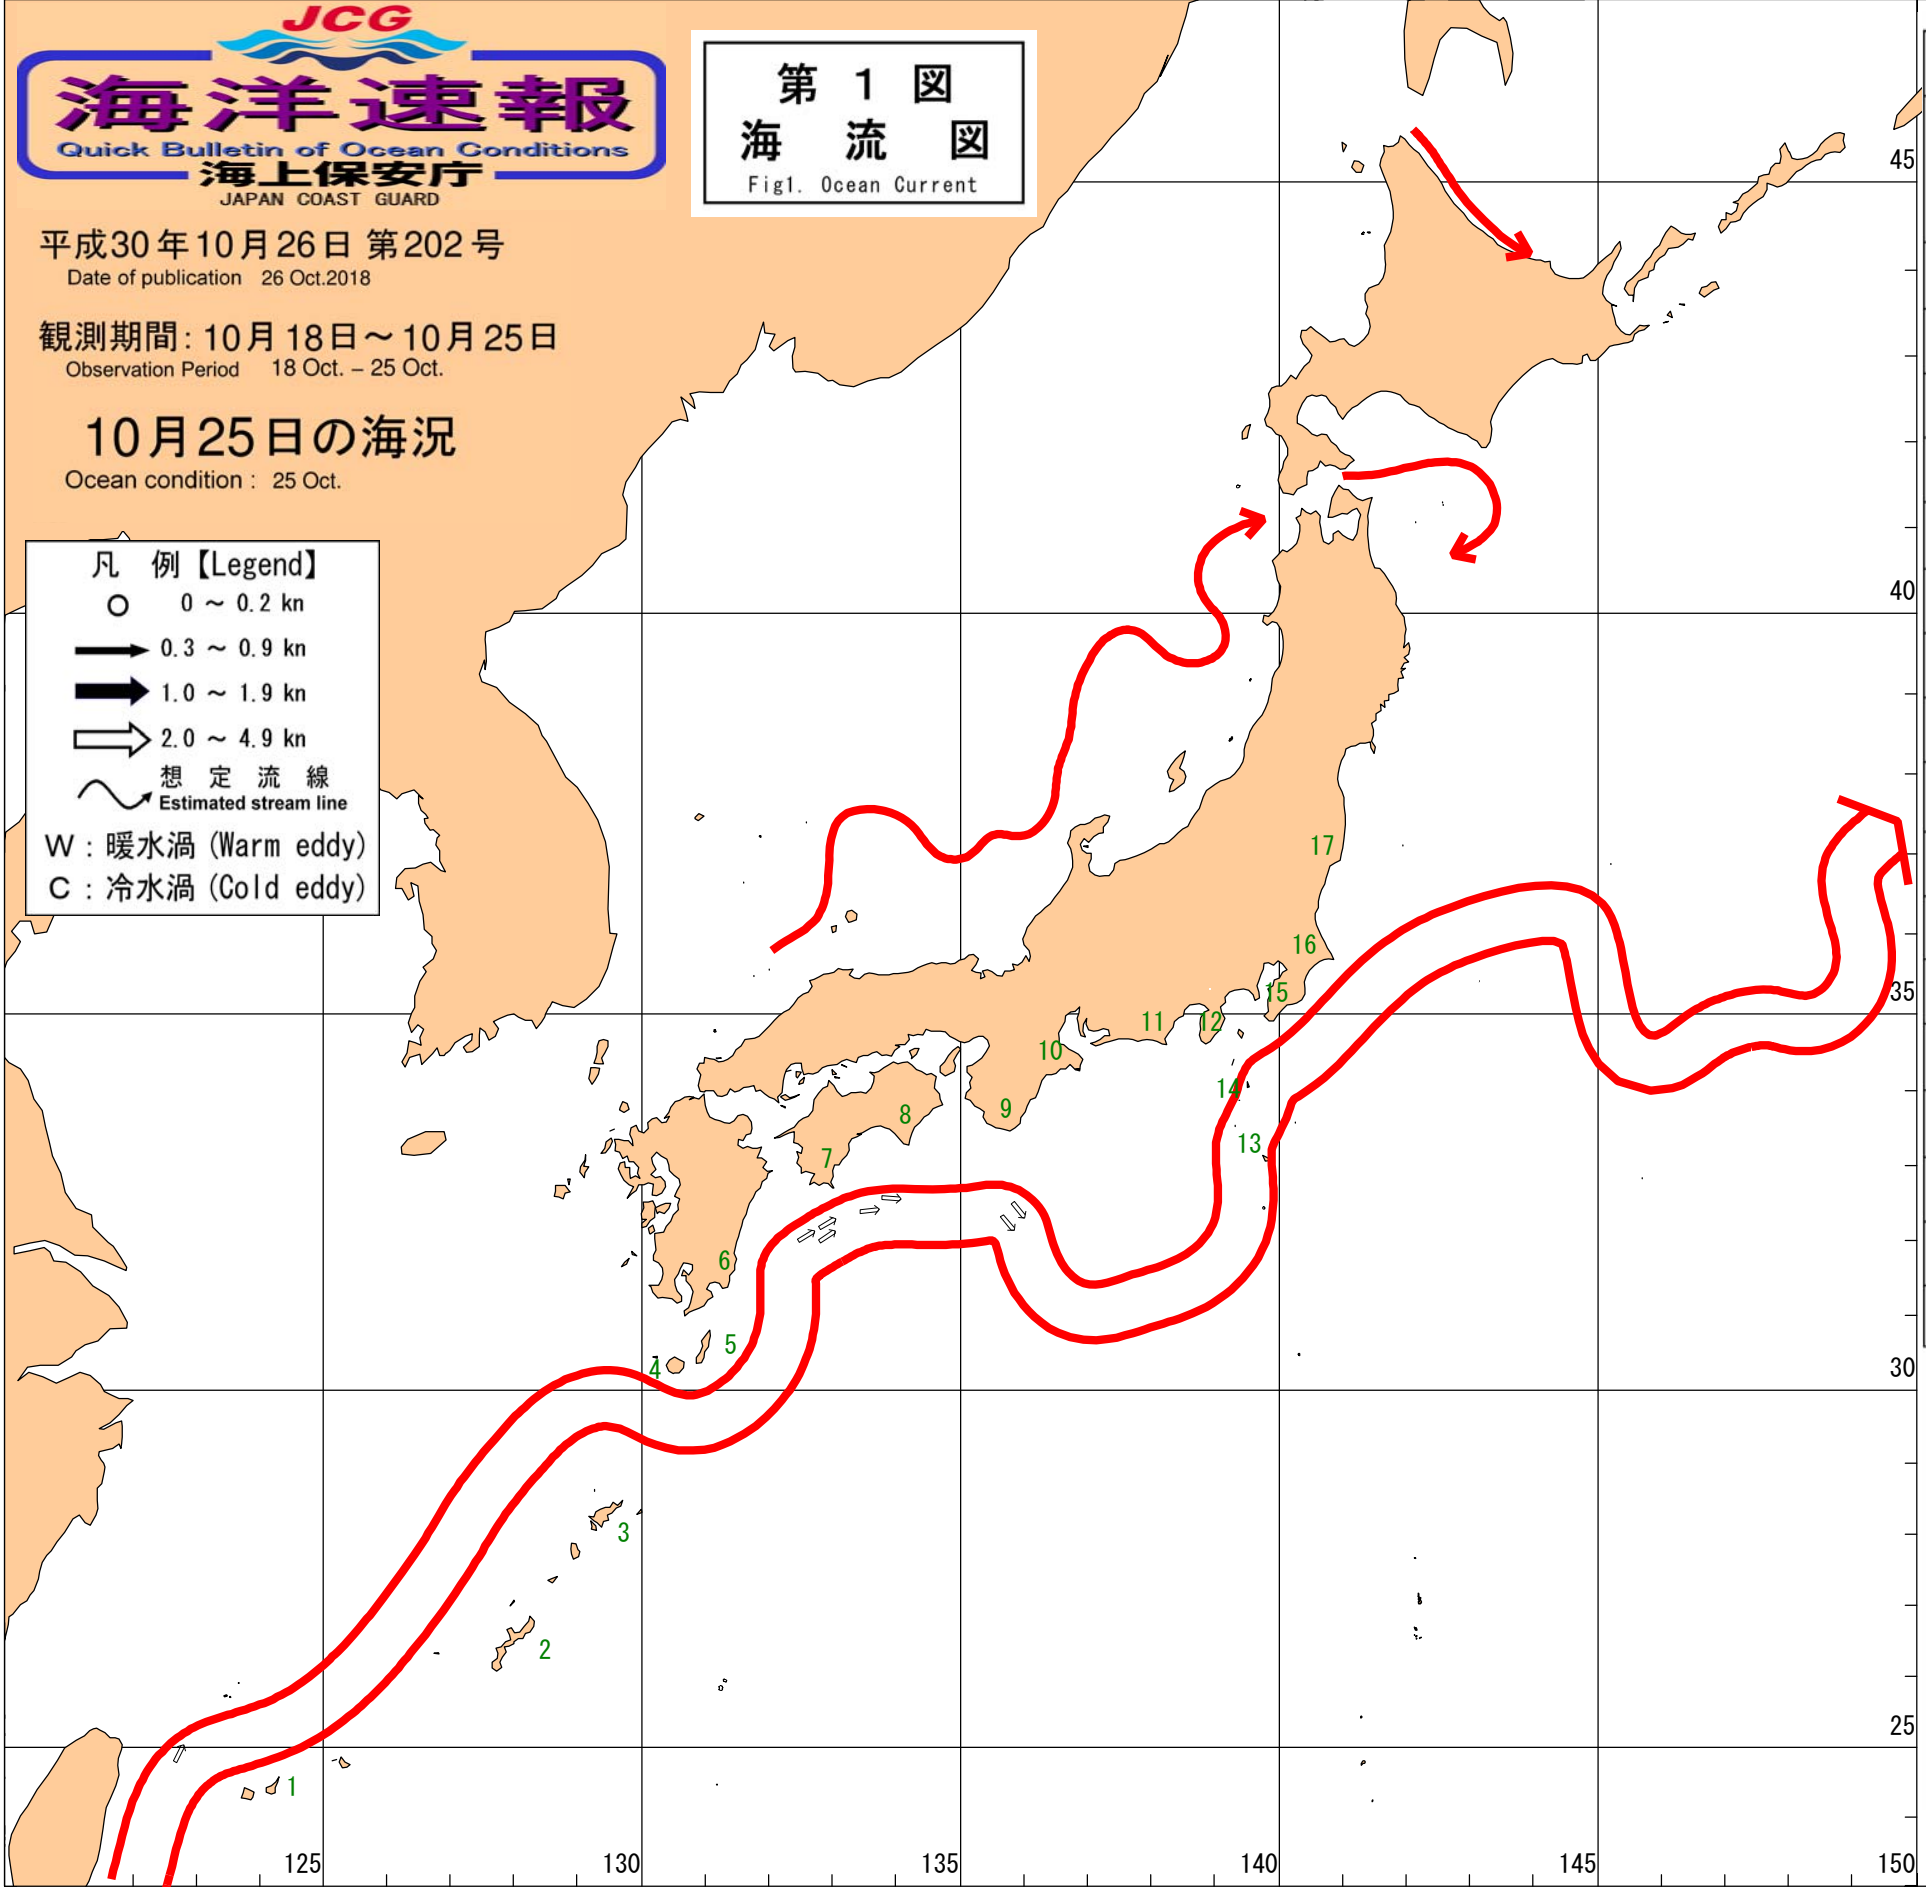 JCG
海洋速報
Quick Bulletin of Ocean Conditions
海上保安庁
JAPAN COAST GUARD
平成30年10月26日 第202号
Date of publication 26 Oct.2018
観測期間: 10月18日～10月25日
Observation Period 18 Oct. – 25 Oct.
10月25日の海況
Ocean condition : 25 Oct.
第 1 図
海 流 図
Fig1. Ocean Current
凡 例【Legend】
0 ～ 0.2 kn
0.3 ～ 0.9 kn
1.0 ～ 1.9 kn
2.0 ～ 4.9 kn
想 定 流 線
Estimated stream line
W : 暖水渦 (Warm eddy)
C : 冷水渦 (Cold eddy)
45
40
17
16
35
15
11
12
10
14
9
8
13
7
6
5
4
30
3
2
25
1
125
130
135
140
145
150